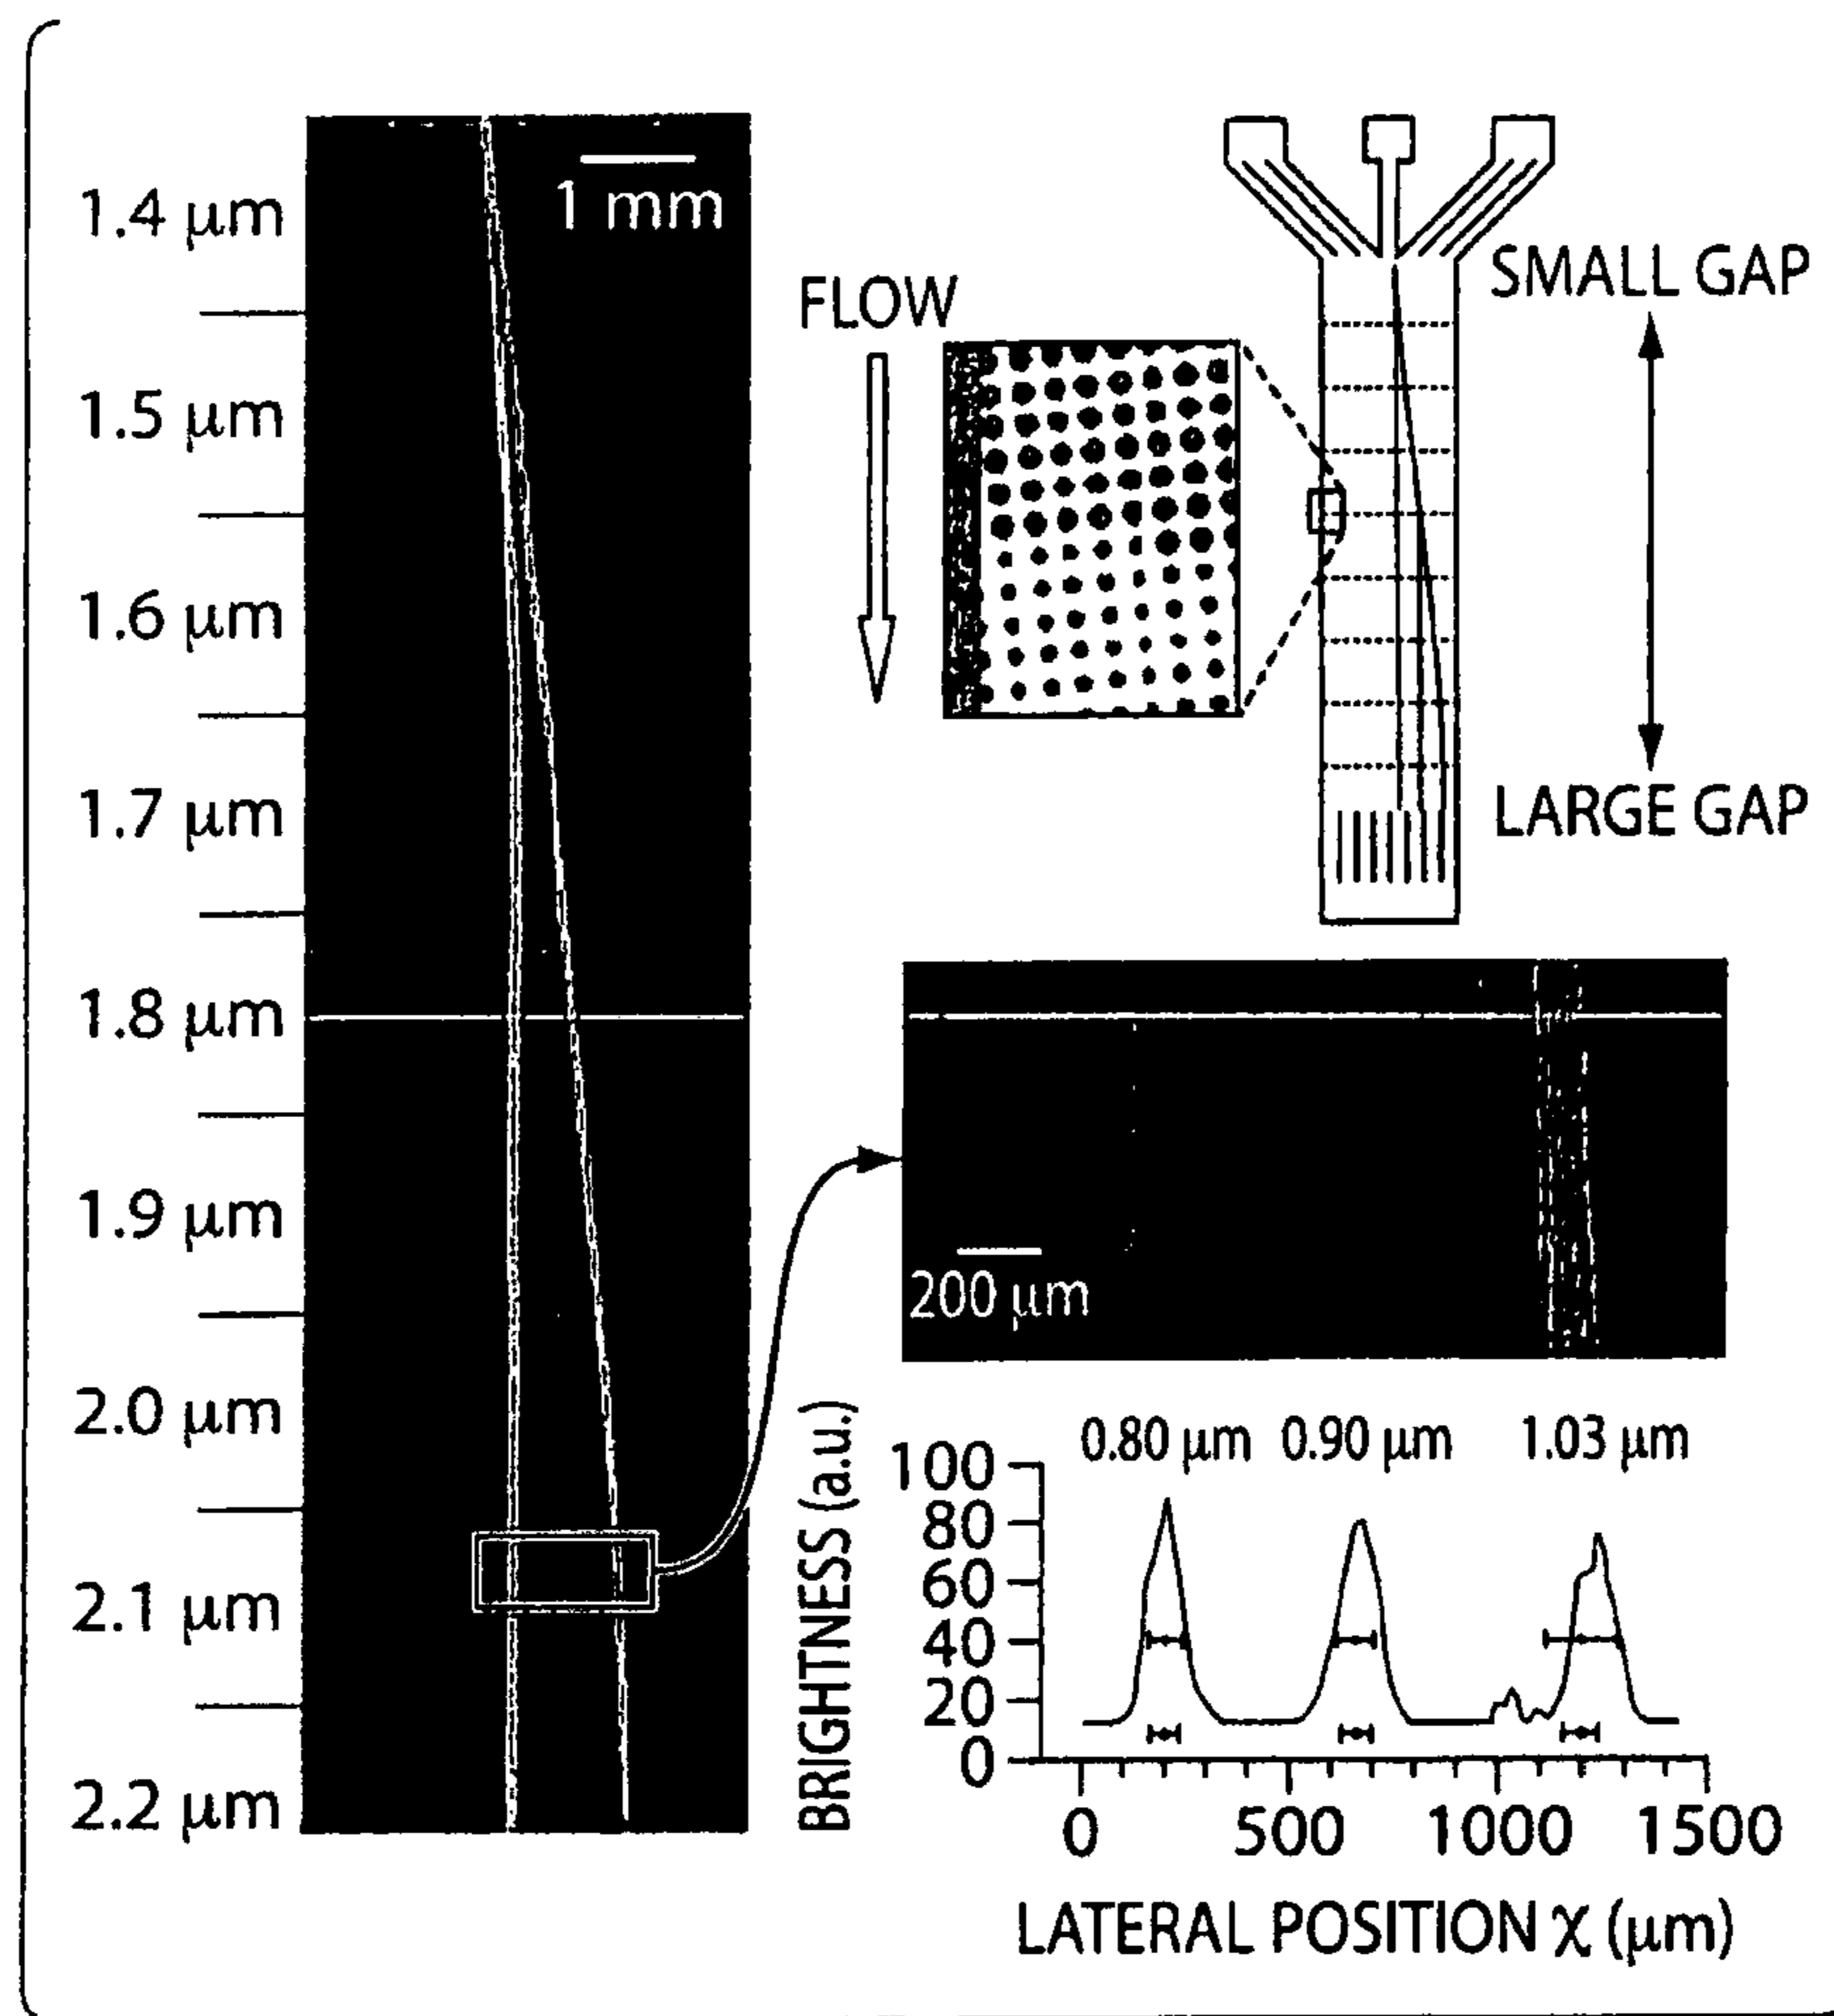 1.4 μm
1.5 μm
1.6 μm
1.7 μm
1.8 μm
1.9 μm
2.0 μm
2.1 μm
2.2 μm
1 mm
FLOW
SMALL GAP
LARGE GAP
200 μm
0.80 μm 0.90 μm 1.03 μm
BRIGHTNESS (a.u.)
100
80
60
40
20
0
0 500 1000 1500
LATERAL POSITION χ (μm)